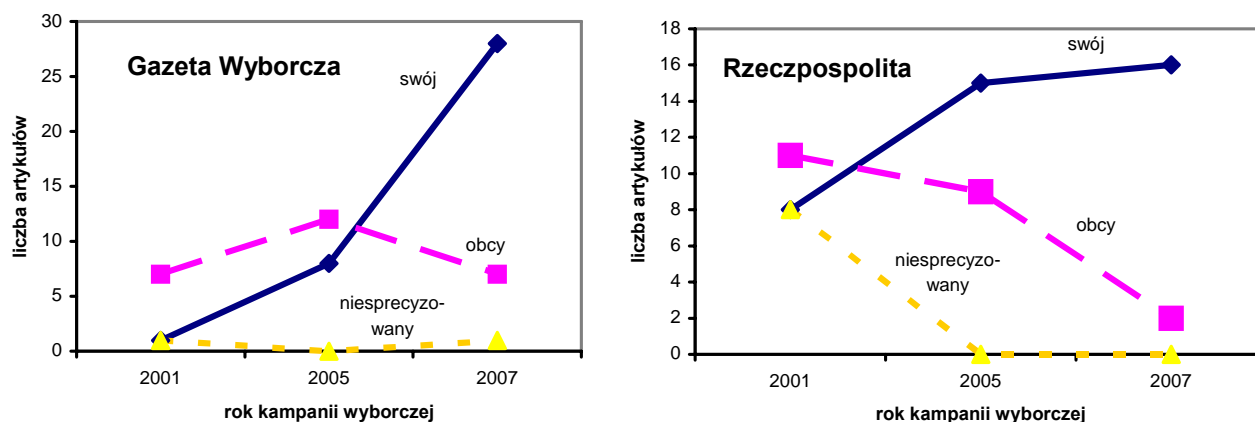 30
25
20
15
10
5
0
liczba artykułów
Gazeta Wyborcza
swój
obcy
niesprecyzo-
wany
2001
2005
2007
rok kampanii wyborczej
18
16
14
12
10
8
6
4
2
0
liczba artykułów
Rzeczpospolita
swój
obcy
niesprecyzo-
wany
2001
2005
2007
rok kampanii wyborczej